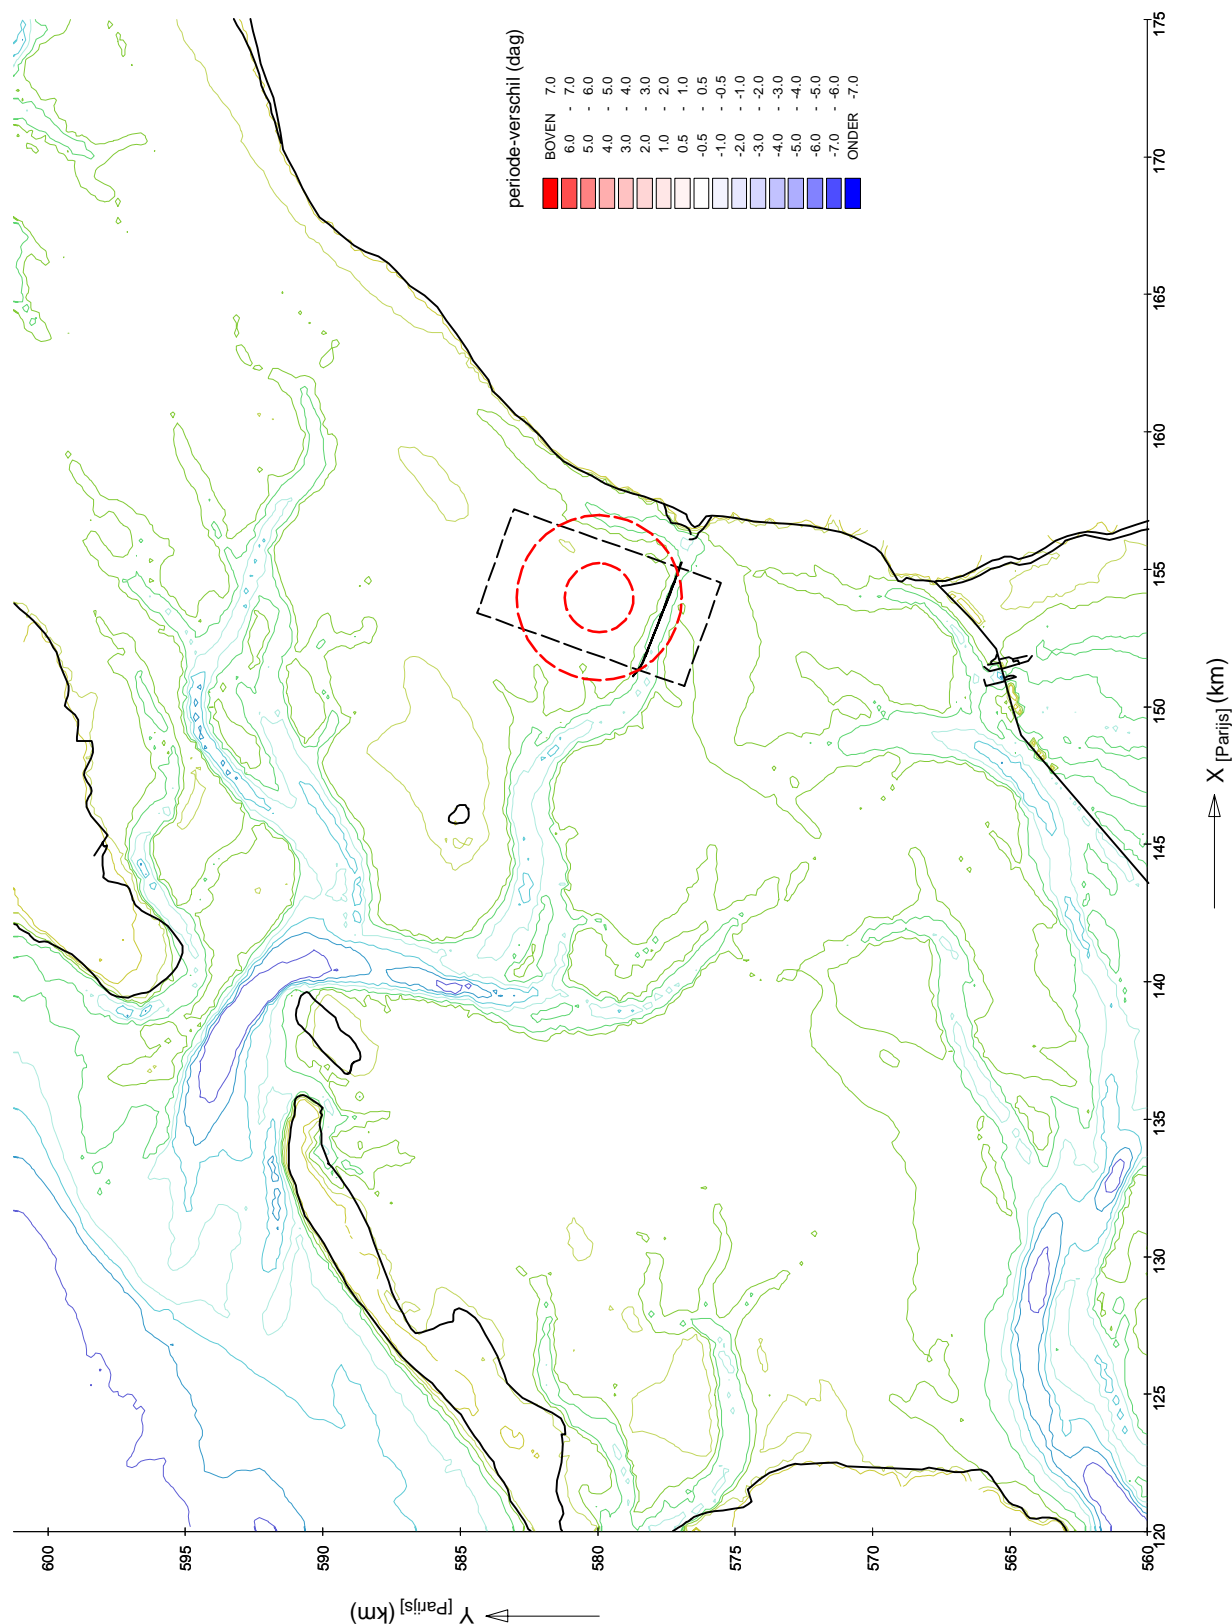 periode-verschil (dag)
BOVEN 7.0
6.0 - 7.0
5.0 - 6.0
4.0 - 5.0
3.0 - 4.0
2.0 - 3.0
1.0 - 2.0
0.5 - 1.0
-0.5 - 0.5
-1.0 - -0.5
-2.0 - -1.0
-3.0 - -2.0
-4.0 - -3.0
-5.0 - -4.0
-6.0 - -5.0
-7.0 - -6.0
ONDER -7.0
600
595
590
585
580
575
570
565
560
Y [Parijs] (km)
120
125
130
135
140
145
150
155
160
165
170
175
X [Parijs] (km)